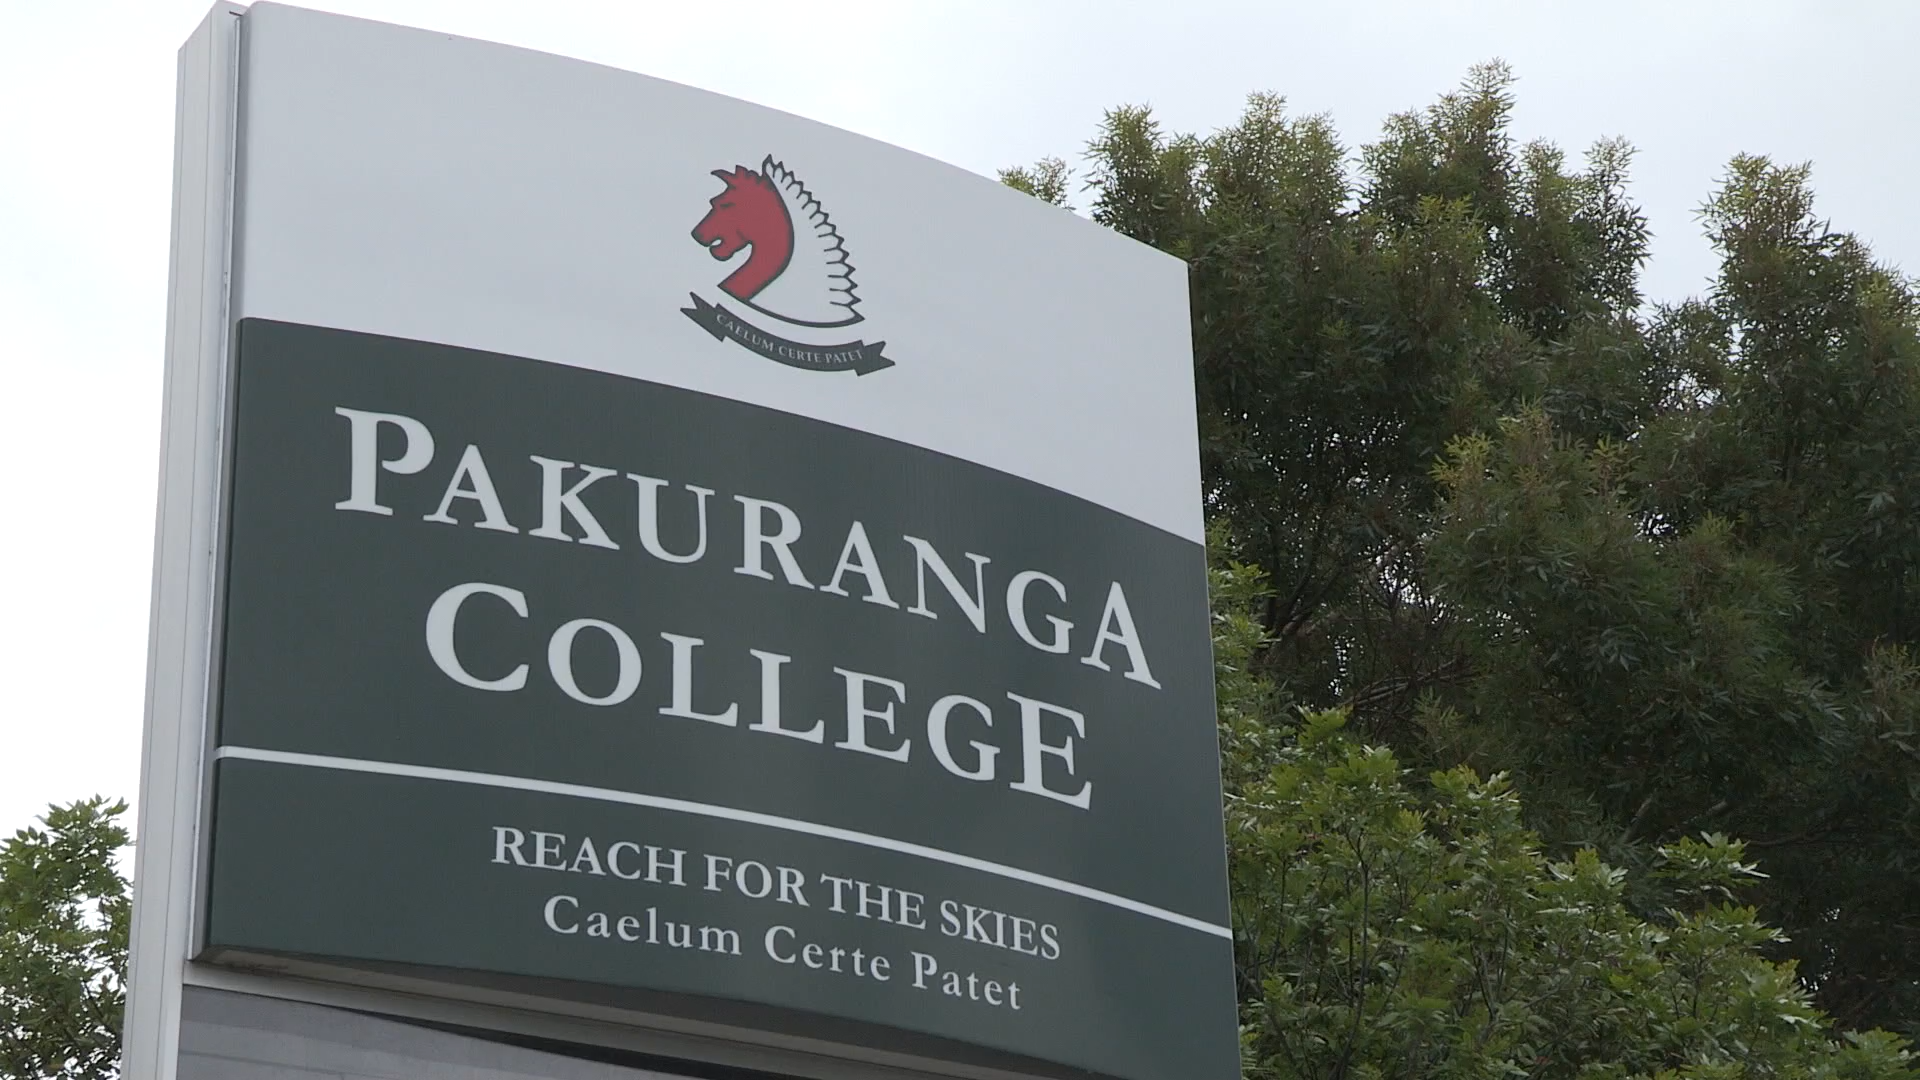 CAELUM CERTE PATET
PAKURANGA
COLLEGE
REACH FOR THE SKIES
Caelum Certe Patet